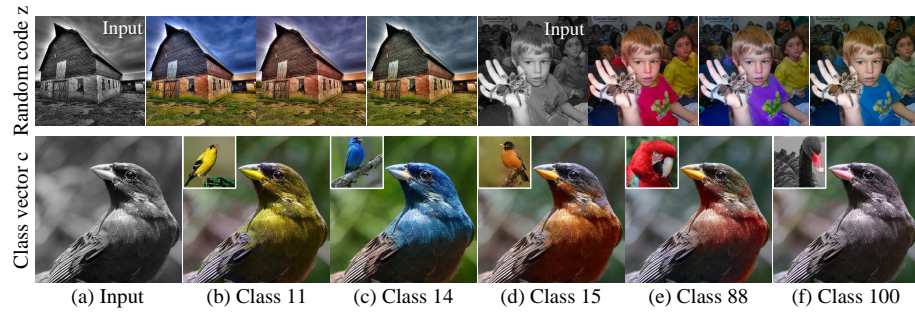 Random code z
Input
Input
Class vector c
(a) Input
(b) Class 11
(c) Class 14
(d) Class 15
(e) Class 88
(f) Class 100